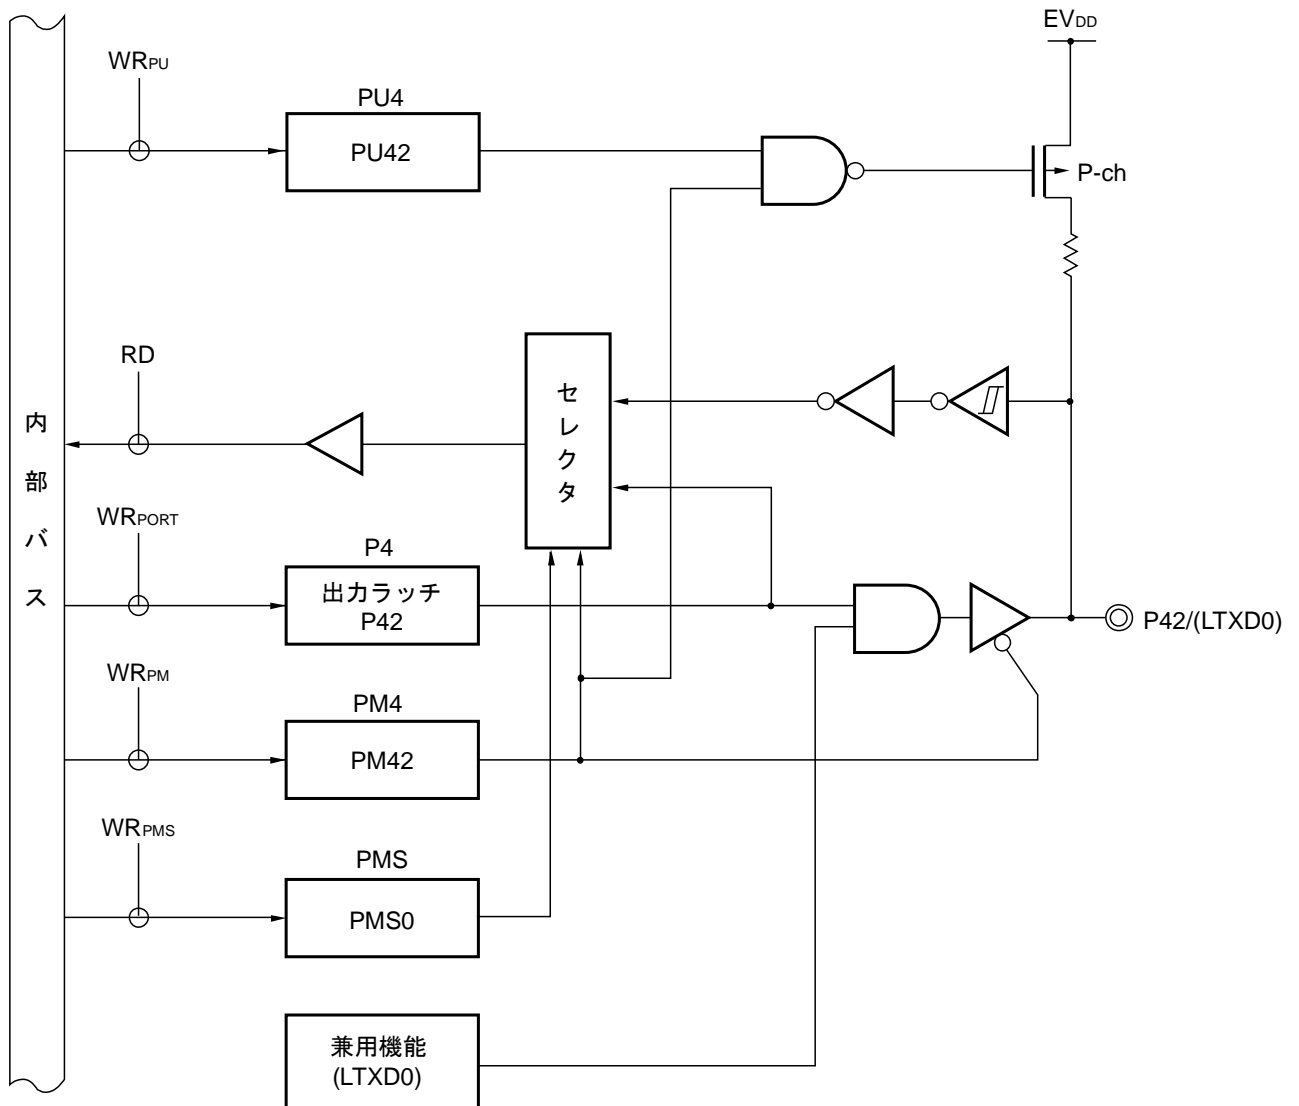 EVDD
WRPU
PU4
PU42
P-ch
RD
セレクタ
内部バス
WRPORT
P4
出力ラッチ
P42
P42/(LTXD0)
WRPM
PM4
PM42
WRPMS
PMS
PMS0
兼用機能
(LTXD0)